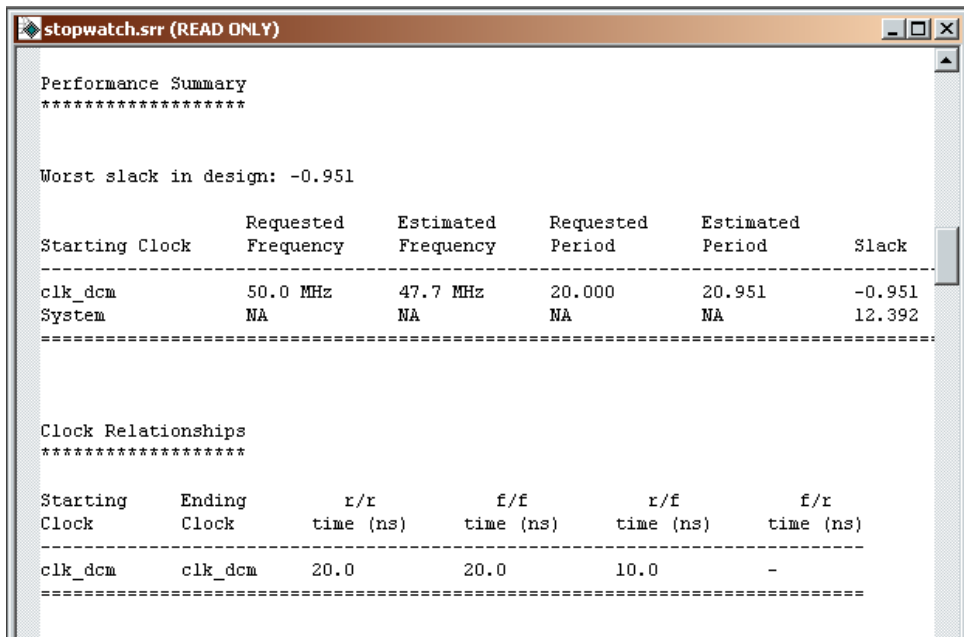 stopwatch.srr (READ ONLY)
Performance Summary
*******************
Worst slack in design: -0.951
Requested Estimated Requested Estimated
Starting Clock Frequency Frequency Period Period Slack
--------------------------------------------------------------------------------
clk_dcm 50.0 MHz 47.7 MHz 20.000 20.951 -0.951
System NA NA NA NA 12.392
================================================================================
Clock Relationships
*******************
Starting Ending r/r f/f r/f f/r
Clock Clock time (ns) time (ns) time (ns) time (ns)
--------------------------------------------------------------------------
clk_dcm clk_dcm 20.0 20.0 10.0 -
==========================================================================